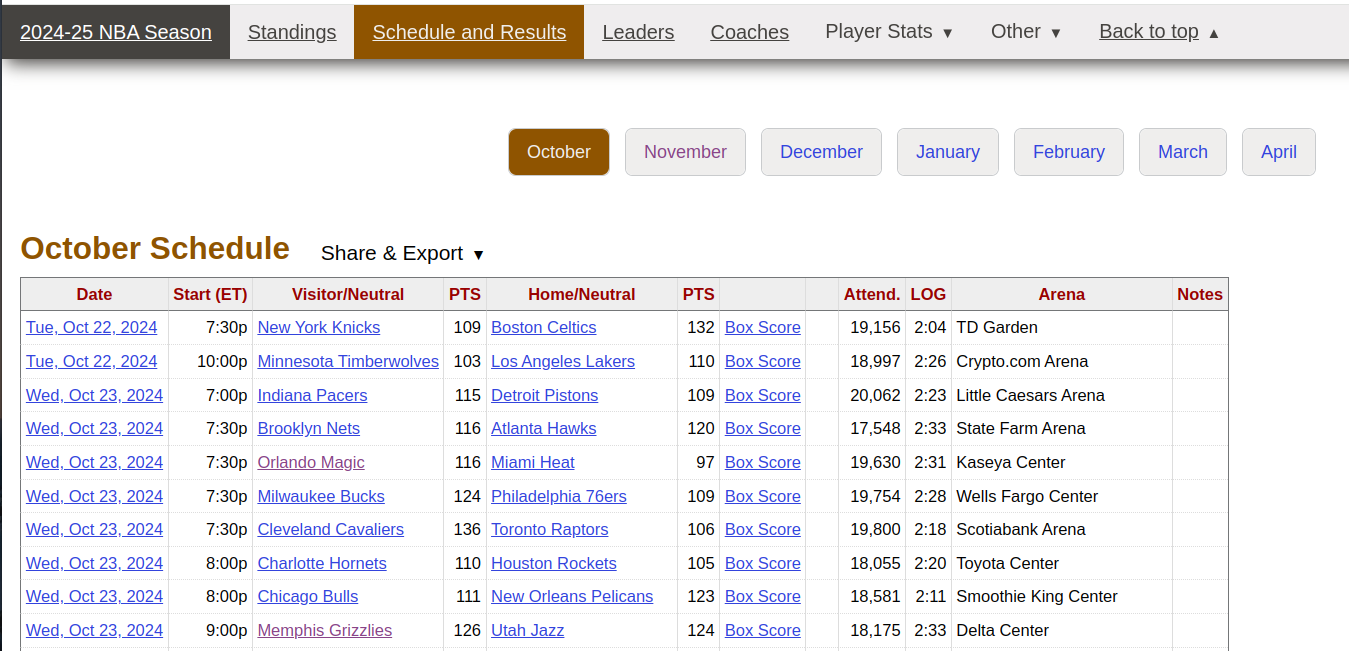 2024-25 NBA Season Standings Schedule and Results Leaders Coaches Player Stats ▼ Other ▼ Back to top ▲
October November December January February March April
October Schedule Share & Export ▼
Date Start (ET) Visitor/Neutral PTS Home/Neutral PTS Attend. LOG Arena Notes
Tue, Oct 22, 2024 7:30p New York Knicks 109 Boston Celtics 132 Box Score 19,156 2:04 TD Garden
Tue, Oct 22, 2024 10:00p Minnesota Timberwolves 103 Los Angeles Lakers 110 Box Score 18,997 2:26 Crypto.com Arena
Wed, Oct 23, 2024 7:00p Indiana Pacers 115 Detroit Pistons 109 Box Score 20,062 2:23 Little Caesars Arena
Wed, Oct 23, 2024 7:30p Brooklyn Nets 116 Atlanta Hawks 120 Box Score 17,548 2:33 State Farm Arena
Wed, Oct 23, 2024 7:30p Orlando Magic 116 Miami Heat 97 Box Score 19,630 2:31 Kaseya Center
Wed, Oct 23, 2024 7:30p Milwaukee Bucks 124 Philadelphia 76ers 109 Box Score 19,754 2:28 Wells Fargo Center
Wed, Oct 23, 2024 7:30p Cleveland Cavaliers 136 Toronto Raptors 106 Box Score 19,800 2:18 Scotiabank Arena
Wed, Oct 23, 2024 8:00p Charlotte Hornets 110 Houston Rockets 105 Box Score 18,055 2:20 Toyota Center
Wed, Oct 23, 2024 8:00p Chicago Bulls 111 New Orleans Pelicans 123 Box Score 18,581 2:11 Smoothie King Center
Wed, Oct 23, 2024 9:00p Memphis Grizzlies 126 Utah Jazz 124 Box Score 18,175 2:33 Delta Center